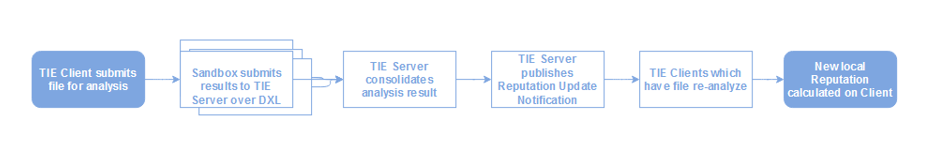 TIE Client submits
file for analysis
Sandbox submits
results to TIE
Server over DXL
TIE Server
consolidates
analysis result
TIE Server
publishes
Reputation Update
Notification
TIE Clients which
have file re-analyze
New local
Reputation
calculated on Client